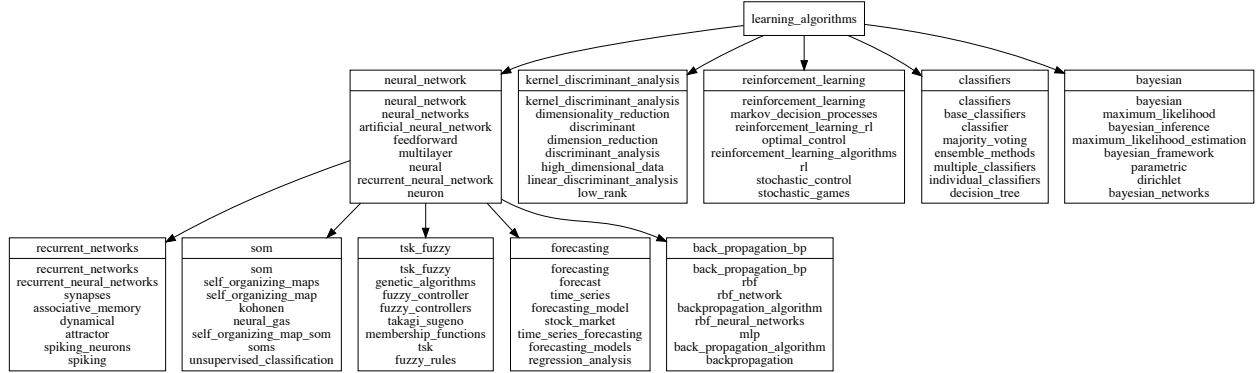 learning_algorithms
neural_network
neural_network
neural_networks
artificial_neural_network
feedforward
multilayer
neural
recurrent_neural_network
neuron
kernel_discriminant_analysis
kernel_discriminant_analysis
dimensionality_reduction
discriminant
dimension_reduction
discriminant_analysis
high_dimensional_data
linear_discriminant_analysis
low_rank
reinforcement_learning
reinforcement_learning
markov_decision_processes
reinforcement_learning_rl
optimal_control
reinforcement_learning_algorithms
rl
stochastic_control
stochastic_games
classifiers
classifiers
base_classifiers
classifier
majority_voting
ensemble_methods
multiple_classifiers
individual_classifiers
decision_tree
bayesian
bayesian
maximum_likelihood
bayesian_inference
maximum_likelihood_estimation
bayesian_framework
parametric
dirichlet
bayesian_networks
recurrent_networks
recurrent_networks
recurrent_neural_networks
synapses
associative_memory
dynamical
attractor
spiking_neurons
spiking
som
som
self_organizing_maps
self_organizing_map
kohonen
neural_gas
self_organizing_map_som
soms
unsupervised_classification
tsk_fuzzy
tsk_fuzzy
genetic_algorithms
fuzzy_controller
fuzzy_controllers
takagi_sugeno
membership_functions
tsk
fuzzy_rules
forecasting
forecasting
forecast
time_series
forecasting_model
stock_market
time_series_forecasting
forecasting_models
regression_analysis
back_propagation_bp
back_propagation_bp
rbf
rbf_network
backpropagation_algorithm
rbf_neural_networks
mlp
back_propagation_algorithm
backpropagation